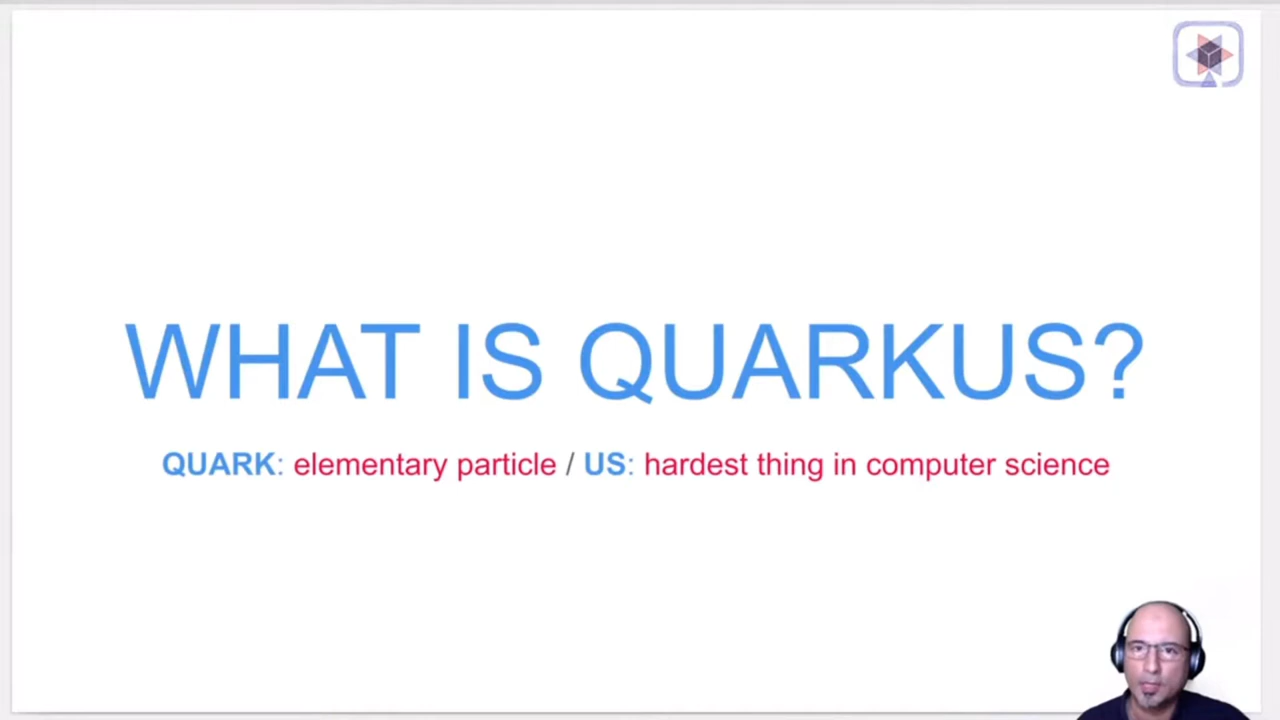 WHAT IS QUARKUS?
QUARK: elementary particle / US: hardest thing in computer science